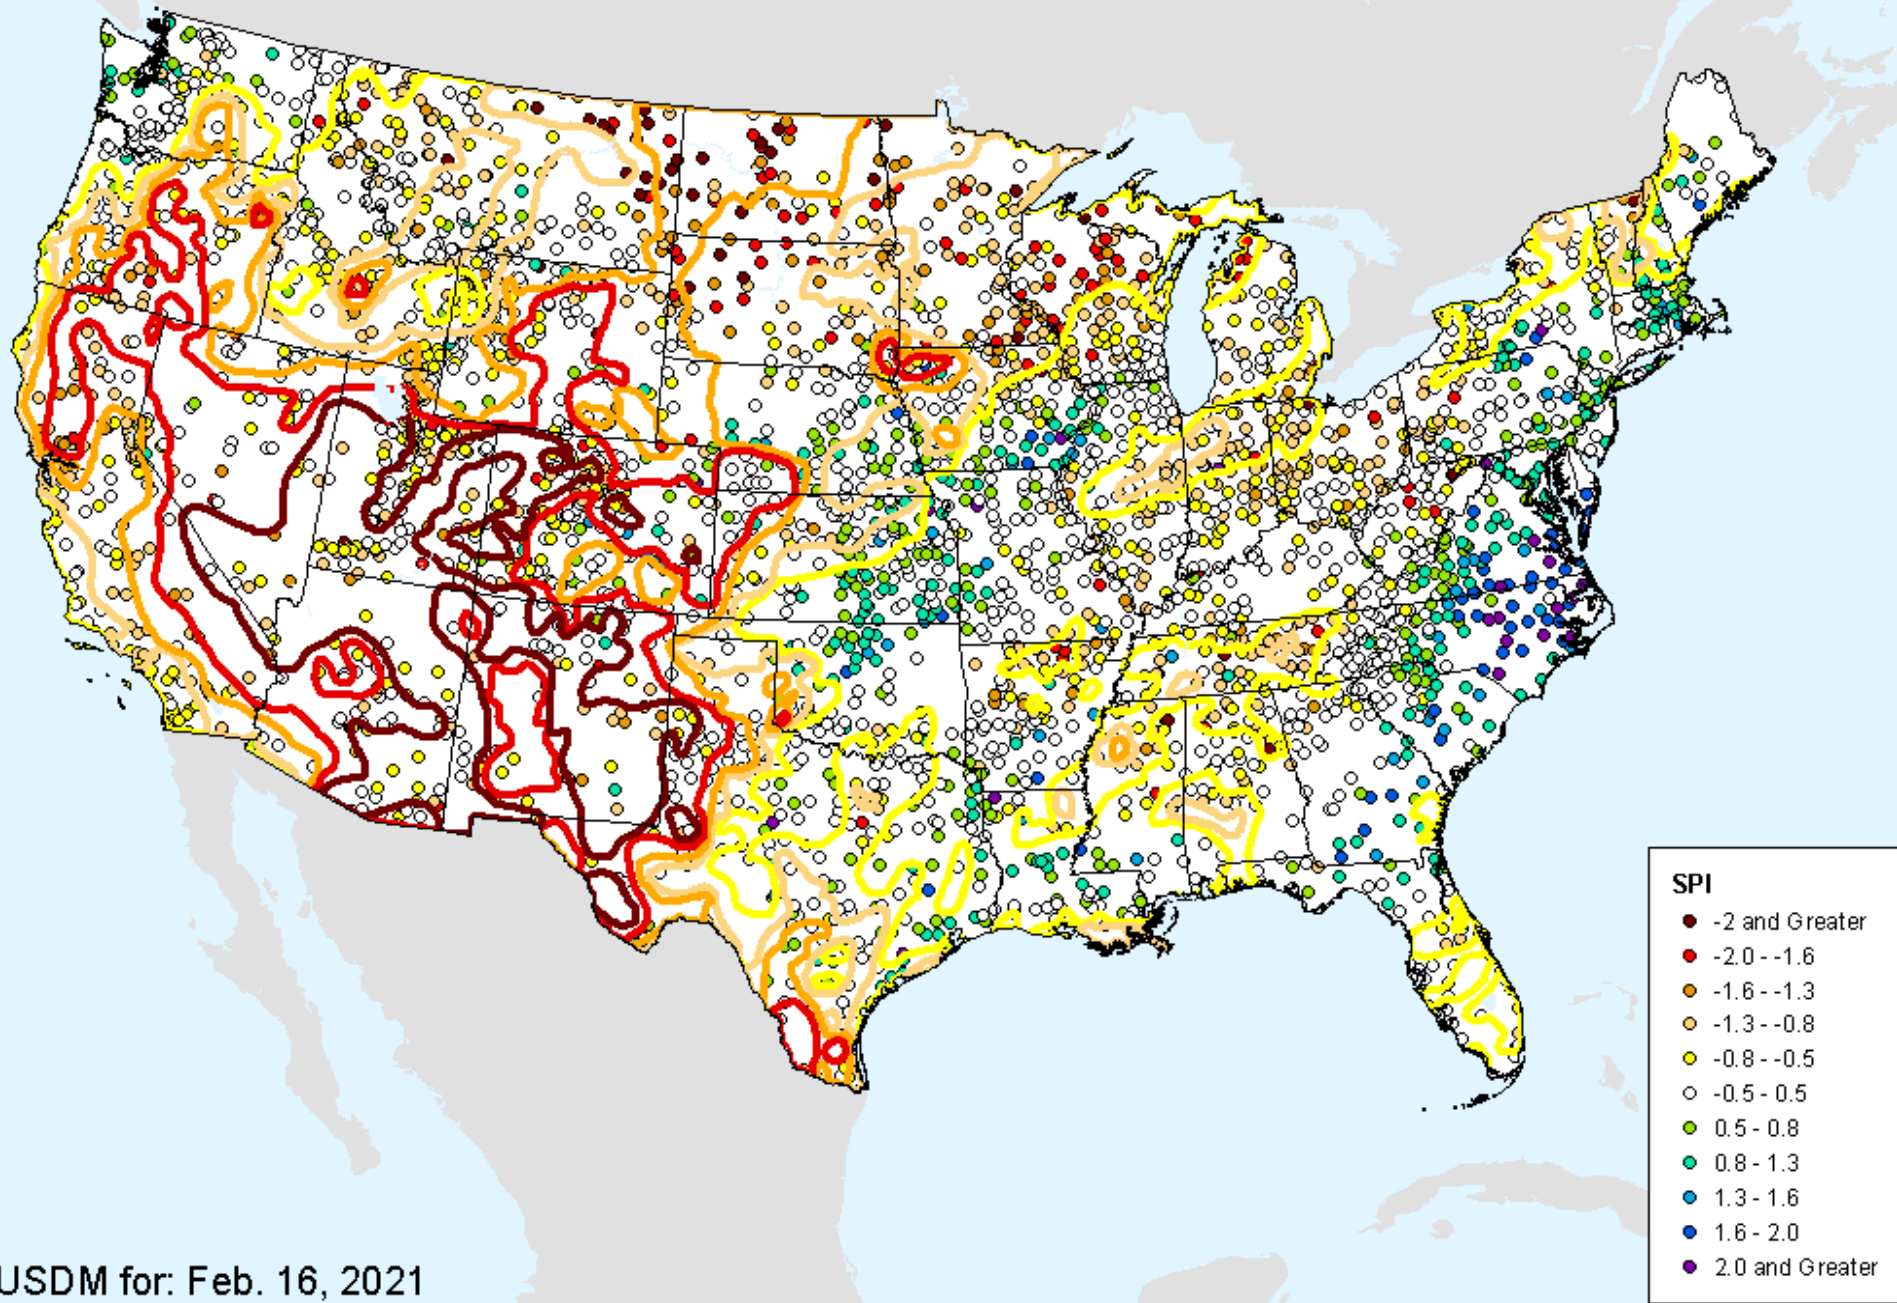 SPI
-2 and Greater
-2.0 - -1.6
-1.6 - -1.3
-1.3 - -0.8
-0.8 - -0.5
-0.5 - 0.5
0.5 - 0.8
0.8 - 1.3
1.3 - 1.6
1.6 - 2.0
2.0 and Greater
USDM for: Feb. 16, 2021